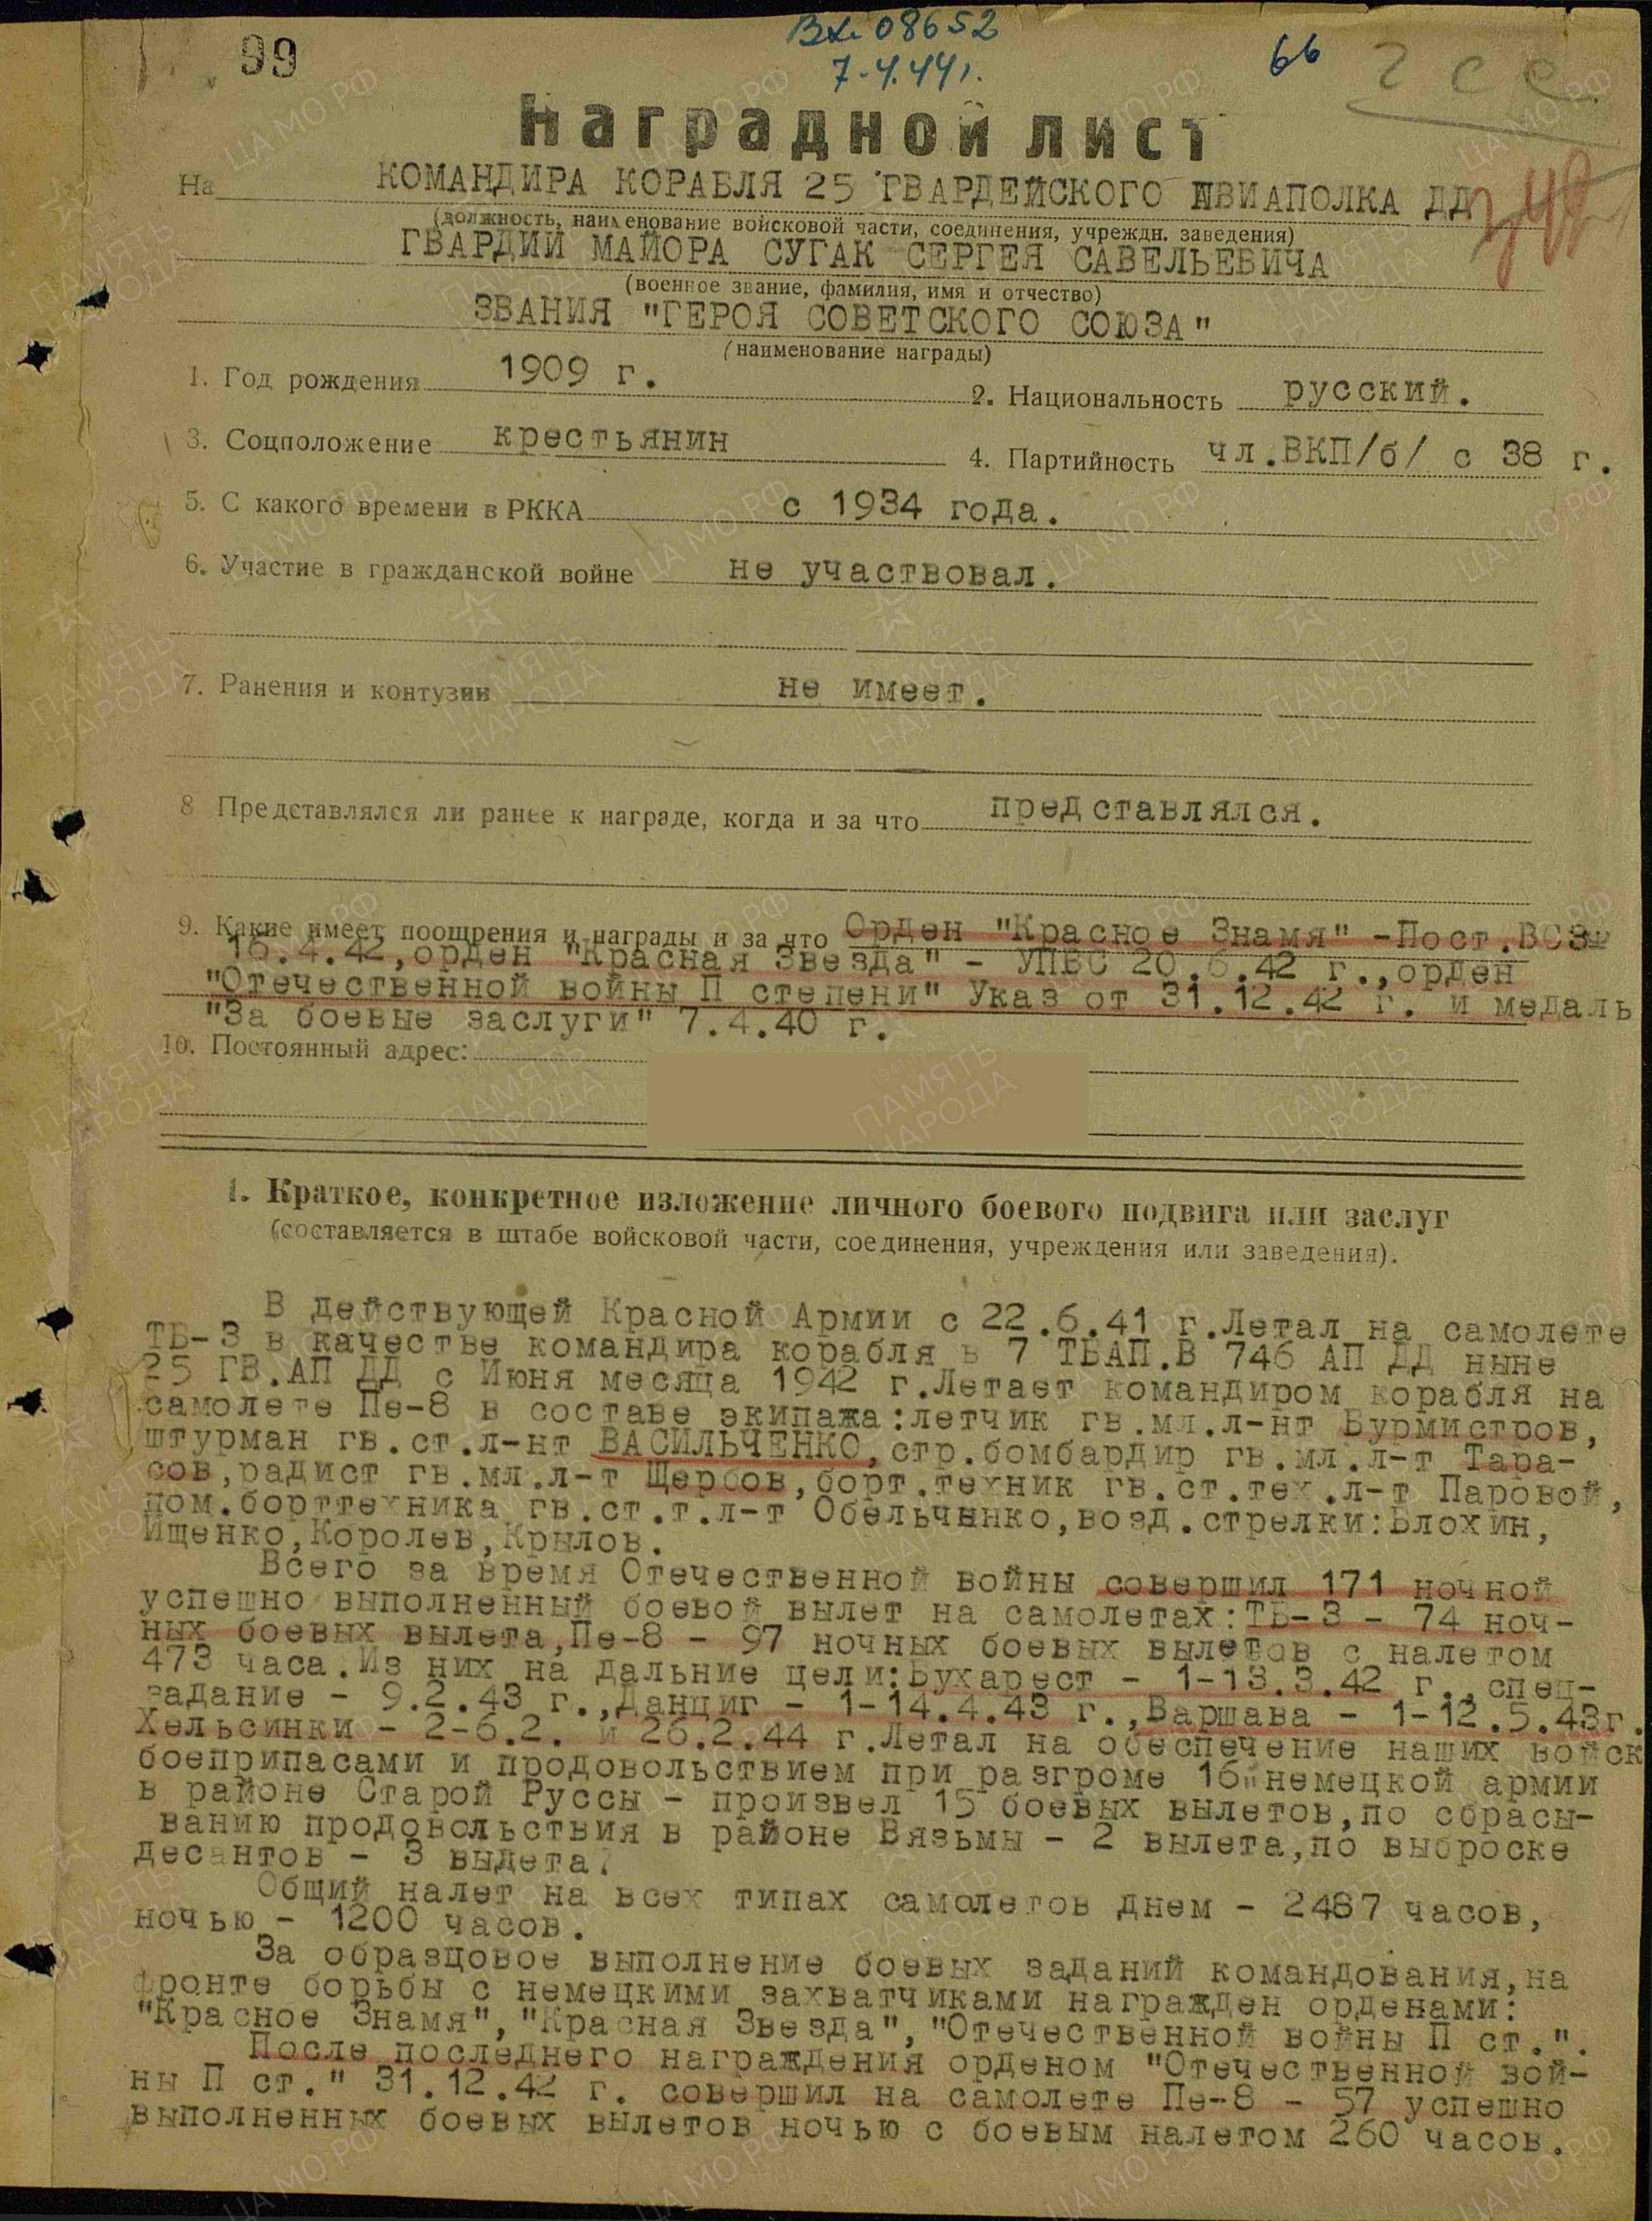 99
Вх. 08652
7.4.44 г.
66
Наградной лист
На КОМАНДИРА КОРАБЛЯ 25 ГВАРДЕЙСКОГО АВИАПОЛКА ДД
(должность, наименование войсковой части, соединения, учреждн. заведения)
ГВАРДИИ МАЙОРА СУГАК СЕРГЕЯ САВЕЛЬЕВИЧА
(военное звание, фамилия, имя и отчество)
ЗВАНИЯ "ГЕРОЯ СОВЕТСКОГО СОЮЗА"
(наименование награды)
1. Год рождения 1909 г. 2. Национальность русский.
3. Соцположение крестьянин 4. Партийность чл.ВКП/б/ с 38 г.
5. С какого времени в РККА с 1934 года.
6. Участие в гражданской войне не участвовал.
7. Ранения и контузии не имеет.
8 Представлялся ли ранее к награде, когда и за что представлялся.
9. Какие имеет поощрения и награды и за что Орден "Красное Знамя" -Пост.ВС
16.4.42,орден "Красная Звезда" - УПВС 20.6.42 г.,орден
"Отечественной войны П степени" Указ от 31.12.42 г. и медаль
"За боевые заслуги" 7.4.40 г.
10. Постоянный адрес:
1. Краткое, конкретное изложение личного боевого подвига или заслуг
(составляется в штабе войсковой части, соединения, учреждения или заведения).
В действующей Красной Армии с 22.6.41 г.Летал на самолете
ТБ-3 в качестве командира корабля в 7 ТБАП.В 746 АП ДД ныне
25 ГВ.АП ДД с Июня месяца 1942 г.Летает командиром корабля на
самолете Пе-8 в составе экипажа:летчик гв.мл.л-нт Бурмистров,
штурман гв.ст.л-нт ВАСИЛЬЧЕНКО,стр.бомбардир гв.мл.л-т Тара-
сов,радист гв.мл.л-т Щербов,борт.техник гв.ст.тех.л-т Паровой,
пом.борттехника гв.ст.т.л-т Обельченко,возд.стрелки:Блохин,
Ищенко,Королев,Крылов.
Всего за время Отечественной войны совершил 171 ночной
успешно выполненный боевой вылет на самолетах:ТБ-3 - 74 ноч-
ных боевых вылета,Пе-8 - 97 ночных боевых вылетов с налетом
473 часа.Из них на дальние цели:Бухарест - 1-13.3.42 г.,спец-
задание - 9.2.43 г.,Данциг - 1-14.4.43 г.,Варшава - 1-12.5.43г.
Хельсинки - 2-6.2. и 26.2.44 г.Летал на обеспечение наших войск
боеприпасами и продовольствием при разгроме 16 немецкой армии
в районе Старой Руссы - произвел 15 боевых вылетов,по сбрасы-
ванию продовольствия в районе Вязьмы - 2 вылета,по выброске
десантов - 3 вылета.
Общий налет на всех типах самолетов днем - 2487 часов,
ночью - 1200 часов.
За образцовое выполнение боевых заданий командования,на
фронте борьбы с немецкими захватчиками награжден орденами:
"Красное Знамя","Красная Звезда","Отечественной войны П ст.".
После последнего награждения орденом "Отечественной вой-
ны П ст." 31.12.42 г. совершил на самолете Пе-8 - 57 успешно
выполненных боевых вылетов ночью с боевым налетом 260 часов.